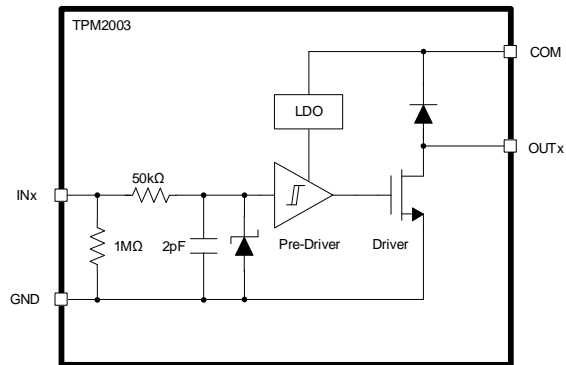 TPM2003
COM
LDO
OUTx
50kΩ
INx
1MΩ
2pF
Pre-Driver
Driver
GND